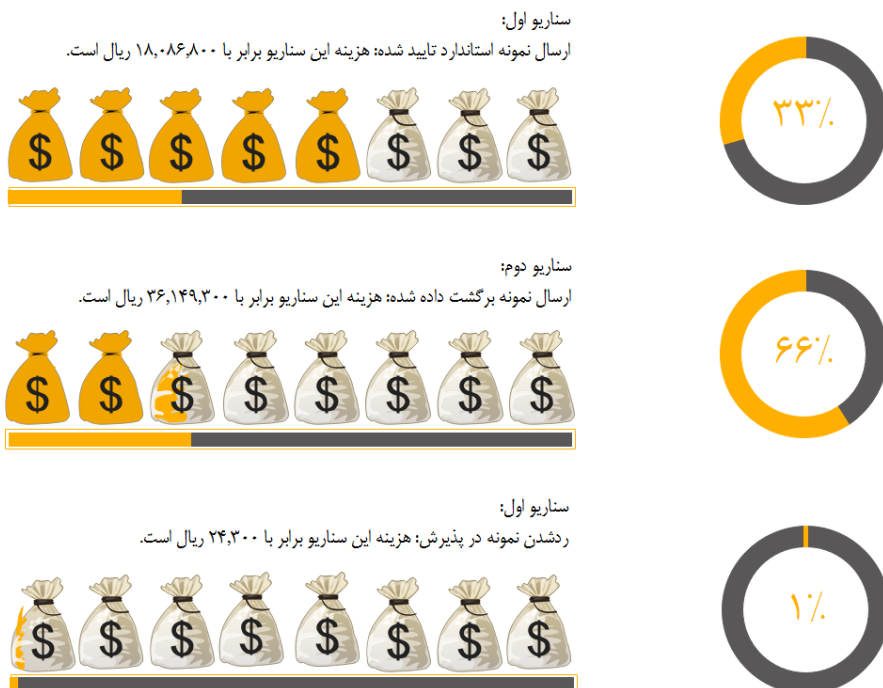 سناریو اول:
ارسال نمونه استاندارد تایید شده: هزینه این سناریو برابر با ۱۸,۰۸۶,۸۰۰ ریال است.
۳۳٪
$ $ $ $ $ $ $ $
سناریو دوم:
ارسال نمونه برگشت داده شده: هزینه این سناریو برابر با ۳۶,۱۴۹,۳۰۰ ریال است.
۶۶٪
$ $ $ $ $ $ $ $
سناریو اول:
ردشدن نمونه در پذیرش: هزینه این سناریو برابر با ۲۴,۳۰۰ ریال است.
۱٪
$ $ $ $ $ $ $ $